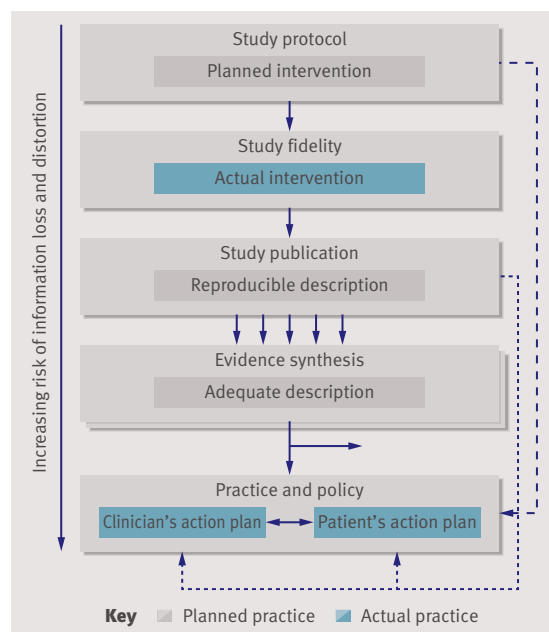 Study protocol
Planned intervention
Study fidelity
Actual intervention
Study publication
Reproducible description
Evidence synthesis
Adequate description
Practice and policy
Clinician's action plan
Patient's action plan
Increasing risk of information loss and distortion
Key
Planned practice
Actual practice